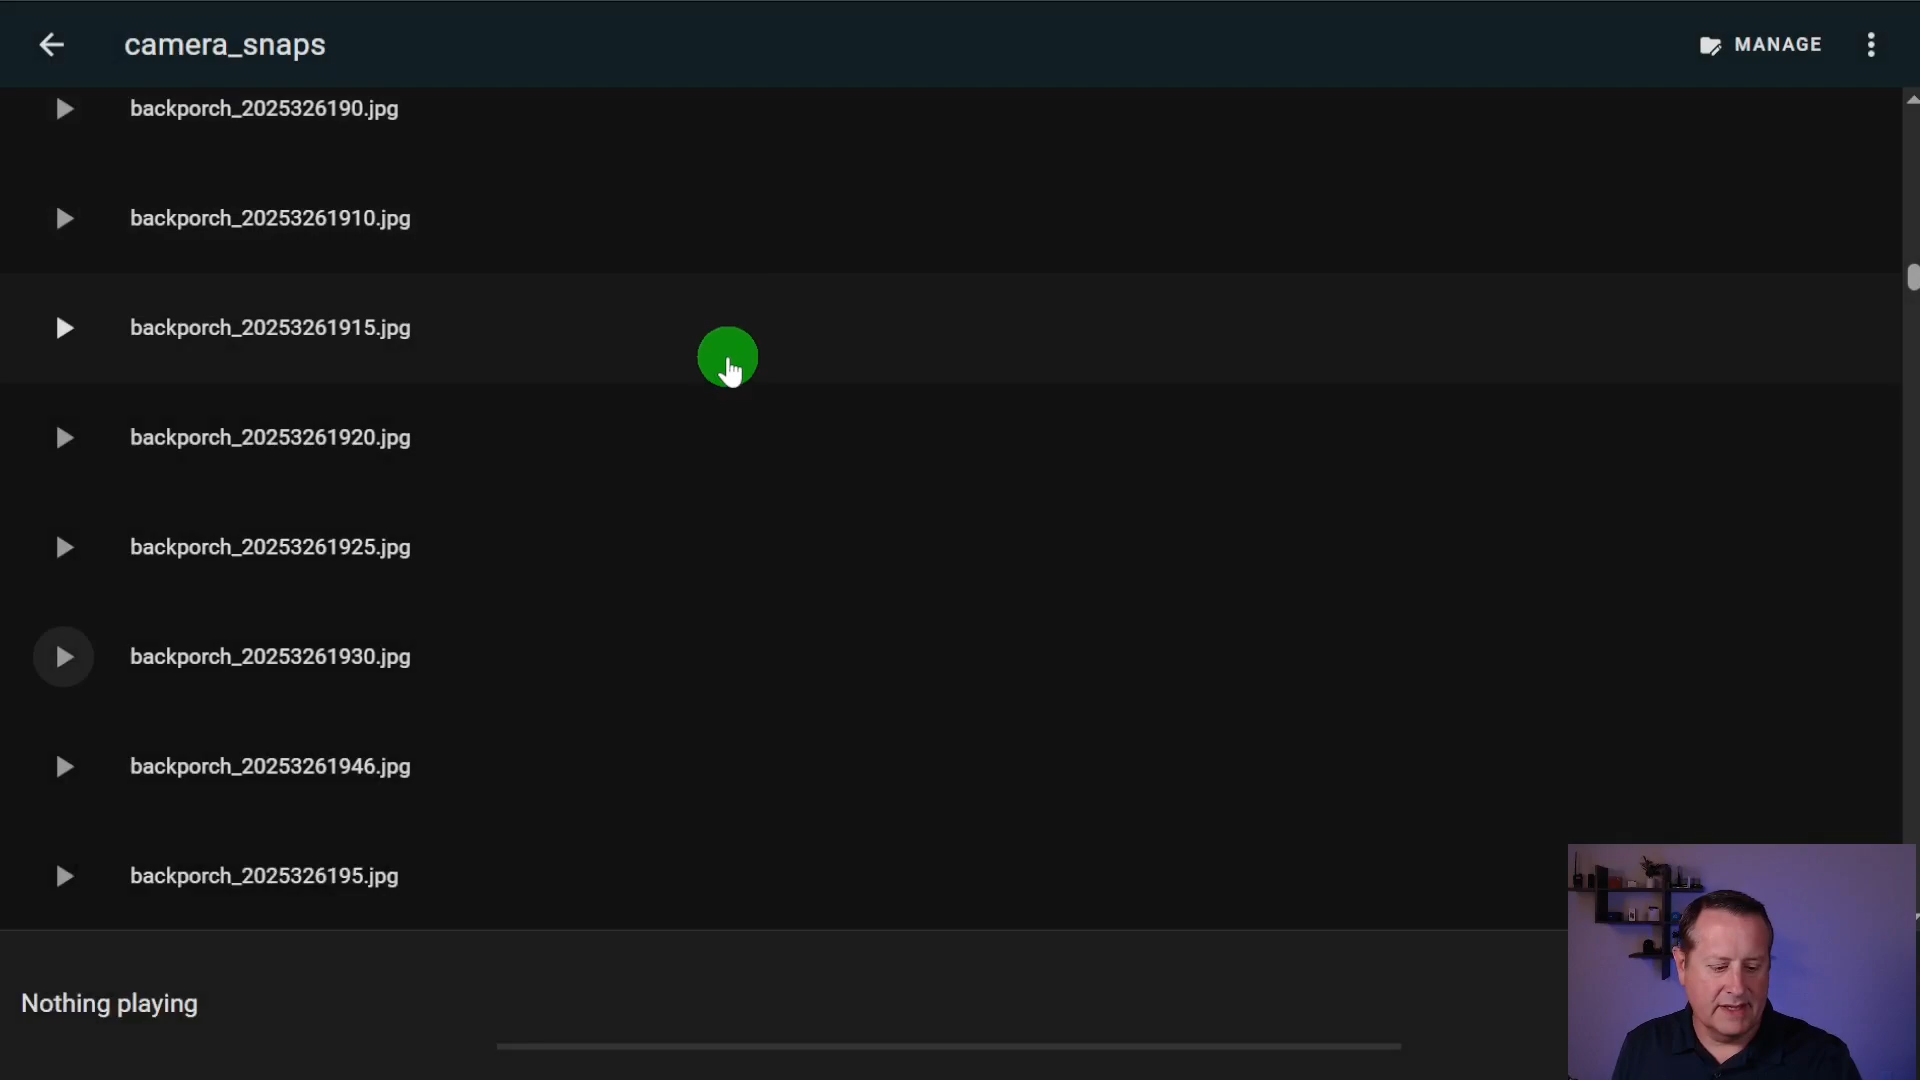 camera_snaps
MANAGE
backporch_2025326190.jpg
backporch_20253261910.jpg
backporch_20253261915.jpg
backporch_20253261920.jpg
backporch_20253261925.jpg
backporch_20253261930.jpg
backporch_20253261946.jpg
backporch_2025326195.jpg
Nothing playing